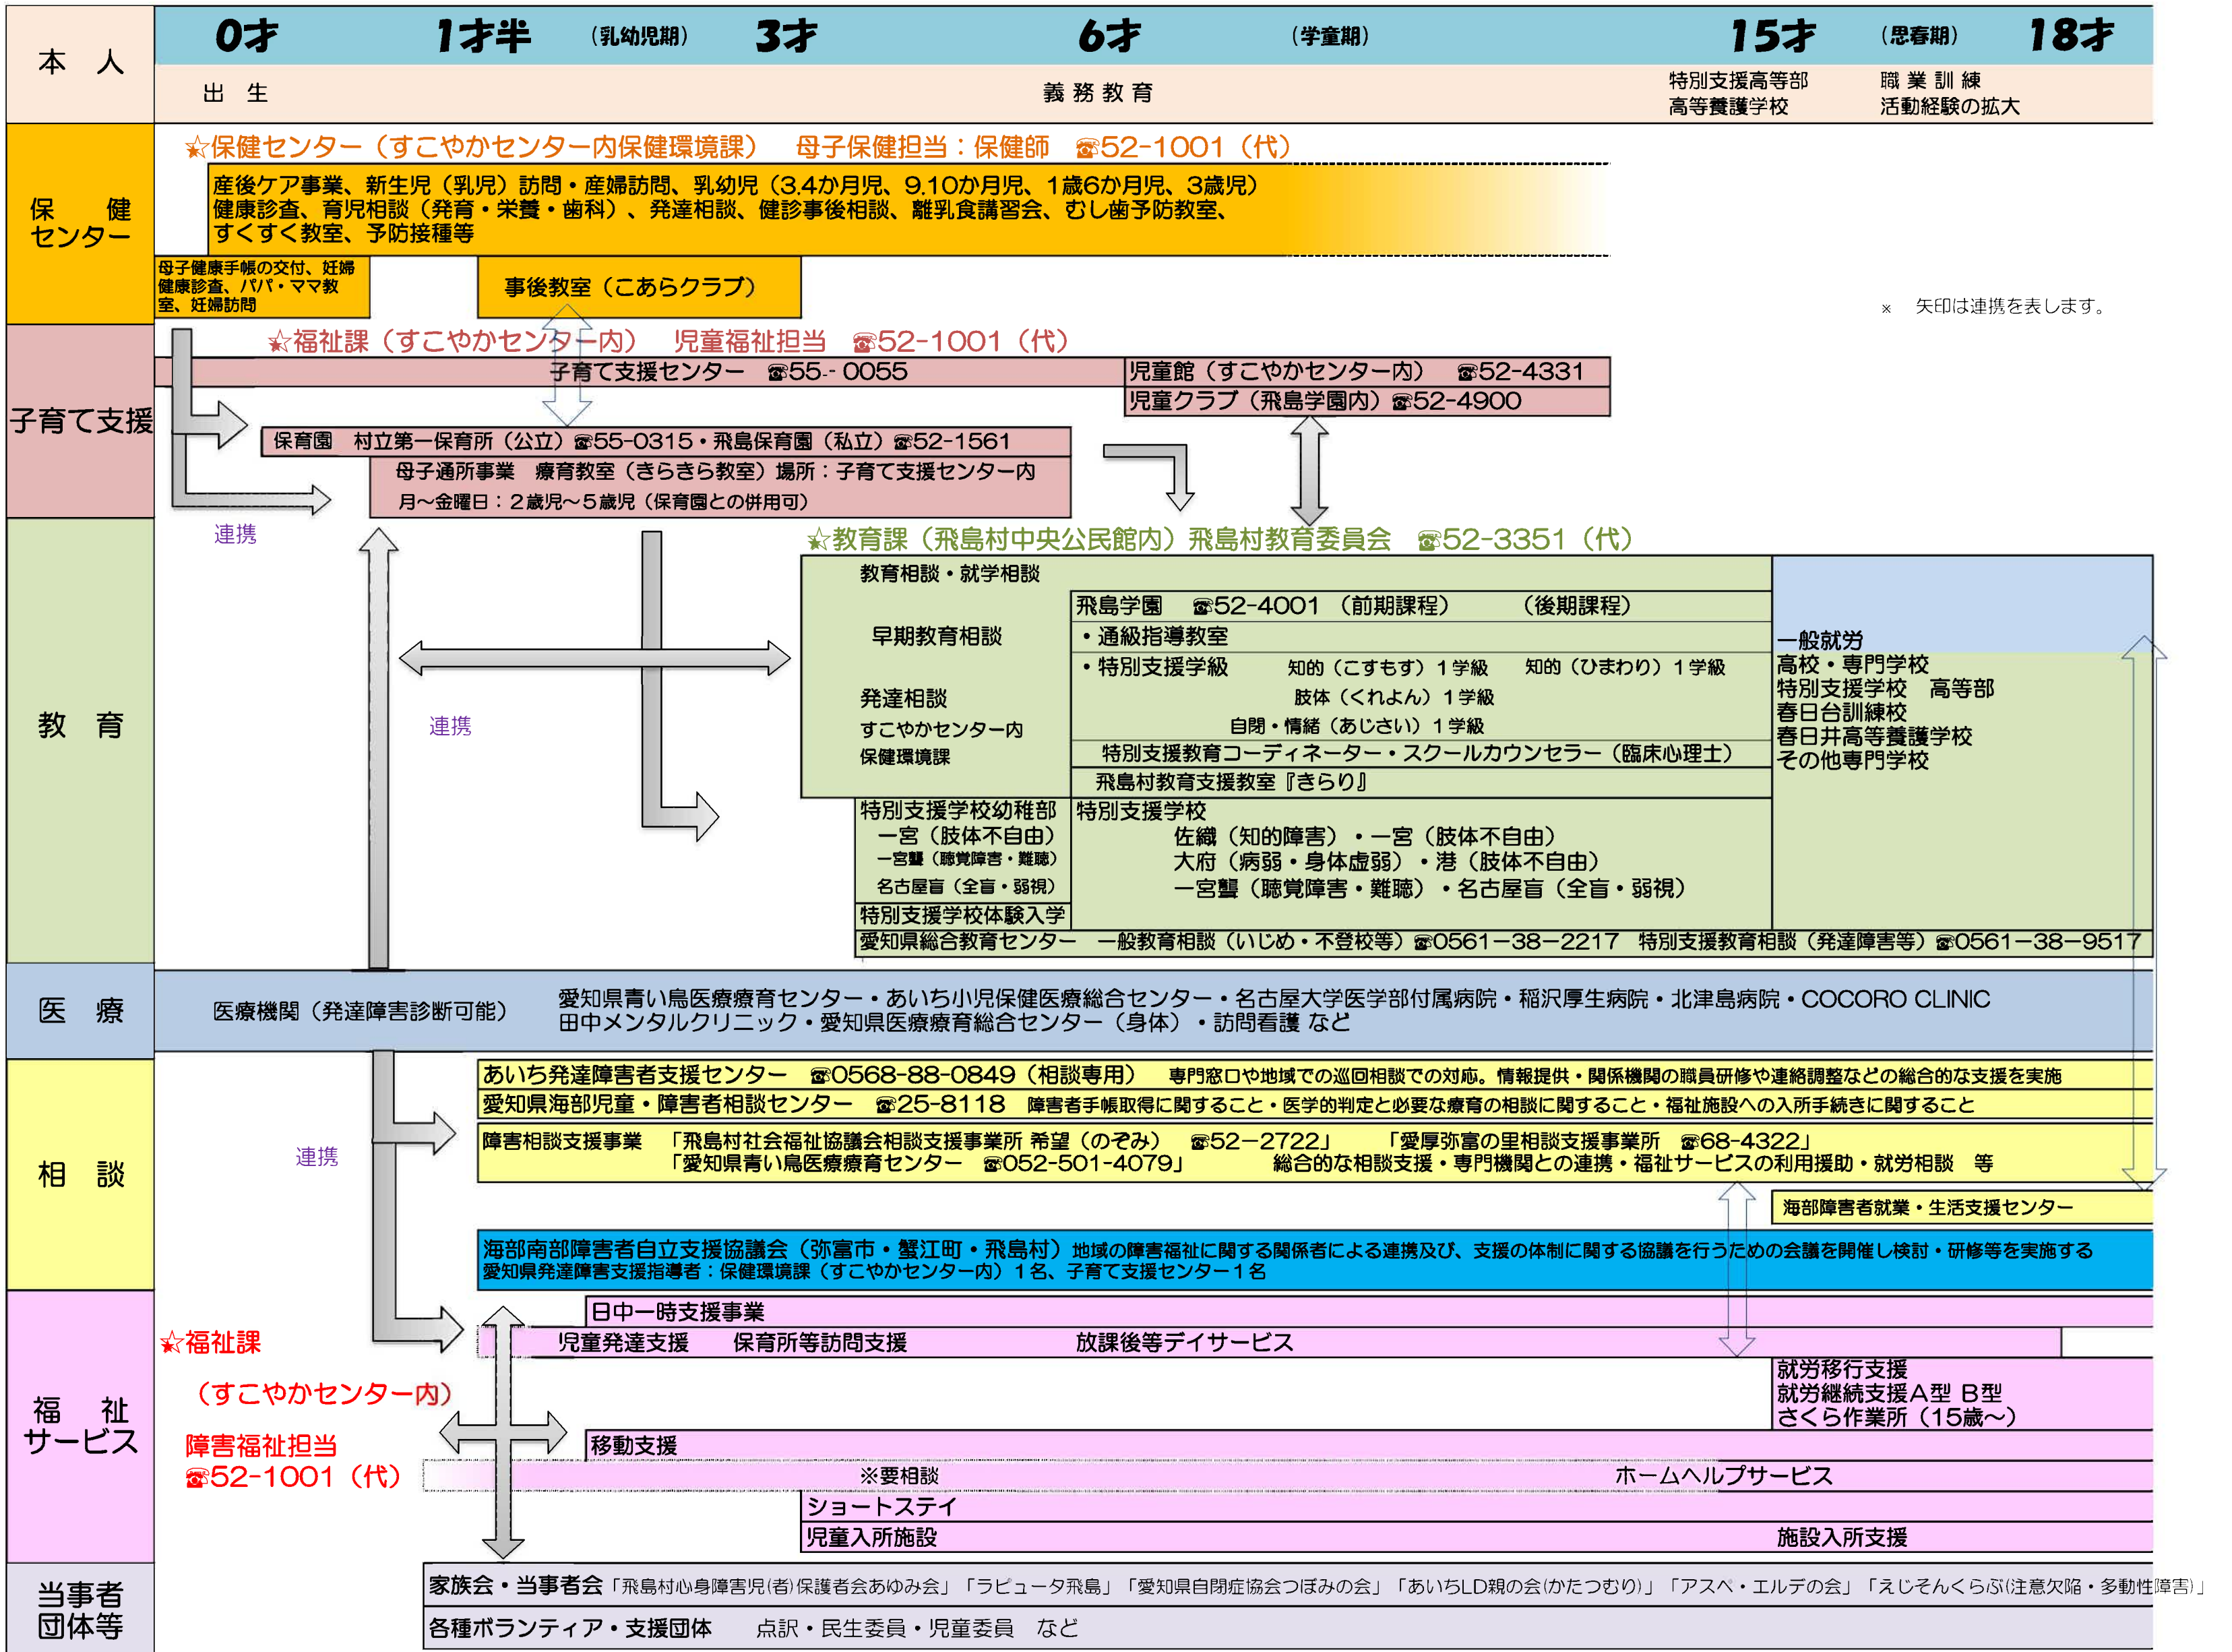 本 人
0才 1才半 (乳幼児期) 3才 6才 (学童期) 15才 (思春期) 18才
出 生 義務教育
特別支援高等部 職業訓練
高等養護学校 活動経験の拡大
保 健
センター
☆保健センター(すこやかセンター内保健環境課) 母子保健担当:保健師 ☎52-1001(代)
産後ケア事業、新生児(乳児)訪問・産婦訪問、乳幼児(3,4か月児、9,10か月児、1歳6か月児、3歳児)
健康診査、育児相談(発育・栄養・歯科)、発達相談、健診事後相談、離乳食講習会、むし歯予防教室、
すくすく教室、予防接種等
母子健康手帳の交付、妊婦
健康診査、パパ・ママ教
室、妊婦訪問
事後教室(こあらクラブ)
※ 矢印は連携を表します。
子育て支援
☆福祉課(すこやかセンター内) 児童福祉担当 ☎52-1001(代)
子育て支援センター ☎55-0055
児童館(すこやかセンター内) ☎52-4331
児童クラブ(飛島学園内)☎52-4900
保育園 村立第一保育所(公立)☎55-0315・飛島保育園(私立)☎52-1561
母子通所事業 療育教室(きらきら教室)場所:子育て支援センター内
月~金曜日:2歳児~5歳児(保育園との併用可)
連携
教 育
☆教育課(飛島村中央公民館内)飛島村教育委員会 ☎52-3351(代)
教育相談・就学相談
早期教育相談
発達相談
すこやかセンター内
保健環境課
飛島学園 ☎52-4001 (前期課程) (後期課程)
・通級指導教室
・特別支援学級 知的(こすもす)1学級 知的(ひまわり)1学級
肢体(くれよん)1学級
自閉・情緒(あじさい)1学級
特別支援教育コーディネーター・スクールカウンセラー(臨床心理士)
飛島村教育支援教室『きらり』
一般就労
高校・専門学校
特別支援学校 高等部
春日台訓練校
春日井高等養護学校
その他専門学校
連携
特別支援学校幼稚部
一宮(肢体不自由)
一宮聾(聴覚障害・難聴)
名古屋盲(全盲・弱視)
特別支援学校体験入学
特別支援学校
佐織(知的障害)・一宮(肢体不自由)
大府(病弱・身体虚弱)・港(肢体不自由)
一宮聾(聴覚障害・難聴)・名古屋盲(全盲・弱視)
愛知県総合教育センター 一般教育相談(いじめ・不登校等)☎0561-38-2217 特別支援教育相談(発達障害等)☎0561-38-9517
医 療
医療機関(発達障害診断可能)
愛知県青い鳥医療療育センター・あいち小児保健医療総合センター・名古屋大学医学部付属病院・稲沢厚生病院・北津島病院・COCORO CLINIC
田中メンタルクリニック・愛知県医療療育総合センター(身体)・訪問看護 など
相 談
連携
あいち発達障害者支援センター ☎0568-88-0849(相談専用) 専門窓口や地域での巡回相談での対応。情報提供・関係機関の職員研修や連絡調整などの総合的な支援を実施
愛知県海部児童・障害者相談センター ☎25-8118 障害者手帳取得に関すること・医学的判定と必要な療育の相談に関すること・福祉施設への入所手続きに関すること
障害相談支援事業 「飛島村社会福祉協議会相談支援事業所 希望(のぞみ) ☎52-2722」 「愛厚弥富の里相談支援事業所 ☎68-4322」
「愛知県青い鳥医療療育センター ☎052-501-4079」 総合的な相談支援・専門機関との連携・福祉サービスの利用援助・就労相談 等
海部障害者就業・生活支援センター
海部南部障害者自立支援協議会(弥富市・蟹江町・飛島村)地域の障害福祉に関する関係者による連携及び、支援の体制に関する協議を行うための会議を開催し検討・研修等を実施する
愛知県発達障害支援指導者:保健環境課(すこやかセンター内)1名、子育て支援センター1名
福 祉
サービス
☆福祉課
(すこやかセンター内)
障害福祉担当
☎52-1001(代)
日中一時支援事業
児童発達支援 保育所等訪問支援 放課後等デイサービス
就労移行支援
就労継続支援A型 B型
さくら作業所(15歳~)
移動支援
※要相談 ホームヘルプサービス
ショートステイ
児童入所施設 施設入所支援
当事者
団体等
家族会・当事者会「飛島村心身障害児(者)保護者会あゆみ会」「ラピュータ飛島」「愛知県自閉症協会つぼみの会」「あいちLD親の会(かたつむり)」「アスペ・エルデの会」「えじそんくらぶ(注意欠陥・多動性障害)」
各種ボランティア・支援団体 点訳・民生委員・児童委員 など